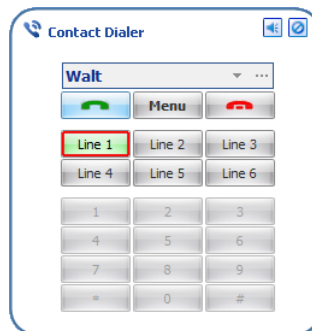 Contact Dialer
Walt
Menu
Line 1 Line 2 Line 3
Line 4 Line 5 Line 6
1 2 3
4 5 6
7 8 9
* 0 #